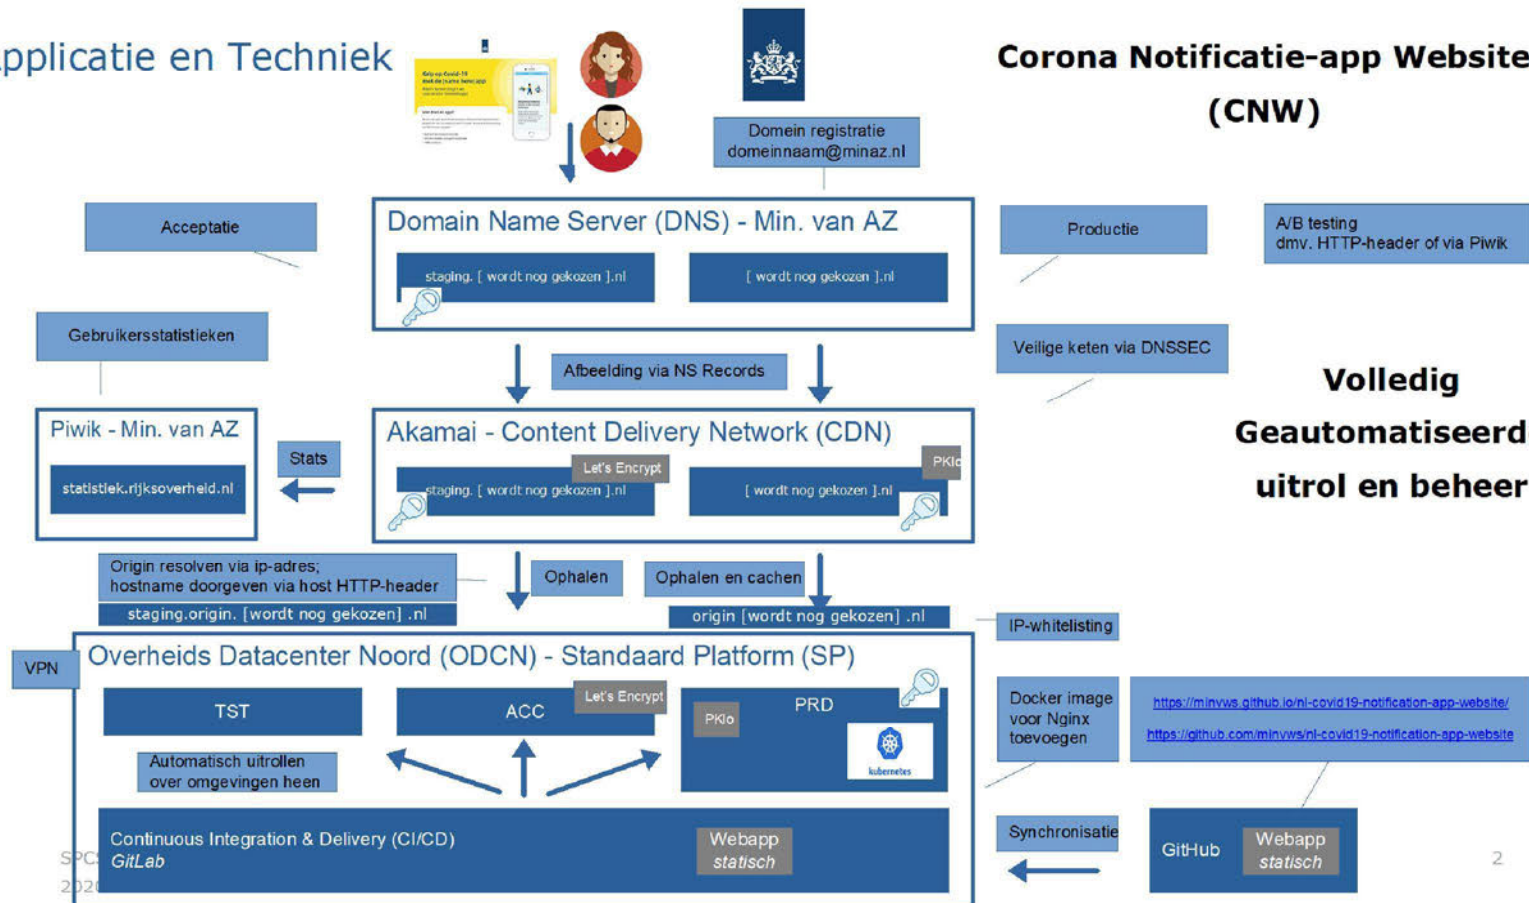 pplicatie en Techniek
Corona Notificatie-app Website
(CNW)
Domein registratie
domeinnaam@minaz.nl
Acceptatie
Domain Name Server (DNS) - Min. van AZ
Productie
A/B testing
dmv. HTTP-header of via Piwik
staging. [ wordt nog gekozen ].nl
[ wordt nog gekozen ].nl
Gebruikersstatistieken
Afbeelding via NS Records
Veilige keten via DNSSEC
Volledig
Geautomatiseerd
uitrol en beheer
Piwik - Min. van AZ
Stats
statistiek.rijksoverheid.nl
Akamai - Content Delivery Network (CDN)
Let's Encrypt
PKIo
staging. [ wordt nog gekozen ].nl
[ wordt nog gekozen ].nl
Origin resolven via ip-adres;
hostname doorgeven via host HTTP-header
Ophalen
Ophalen en cachen
staging.origin. [wordt nog gekozen] .nl
origin [wordt nog gekozen] .nl
IP-whitelisting
VPN
Overheids Datacenter Noord (ODCN) - Standaard Platform (SP)
TST
ACC
Let's Encrypt
PKIo
PRD
kubernetes
Docker image
voor Nginx
toevoegen
https://minvws.github.io/nl-covid19-notification-app-website/
https://github.com/minvws/nl-covid19-notification-app-website
Automatisch uitrollen
over omgevingen heen
Continuous Integration & Delivery (CI/CD)
GitLab
Webapp
statisch
Synchronisatie
GitHub
Webapp
statisch
SPCS
2020
2